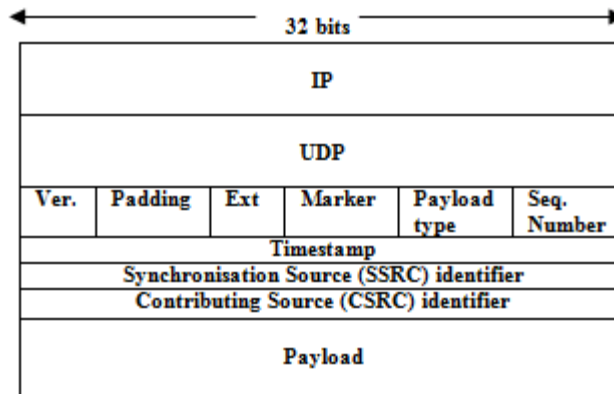 32 bits
IP
UDP
Ver. Padding Ext Marker Payload type Seq. Number
Timestamp
Synchronisation Source (SSRC) identifier
Contributing Source (CSRC) identifier
Payload